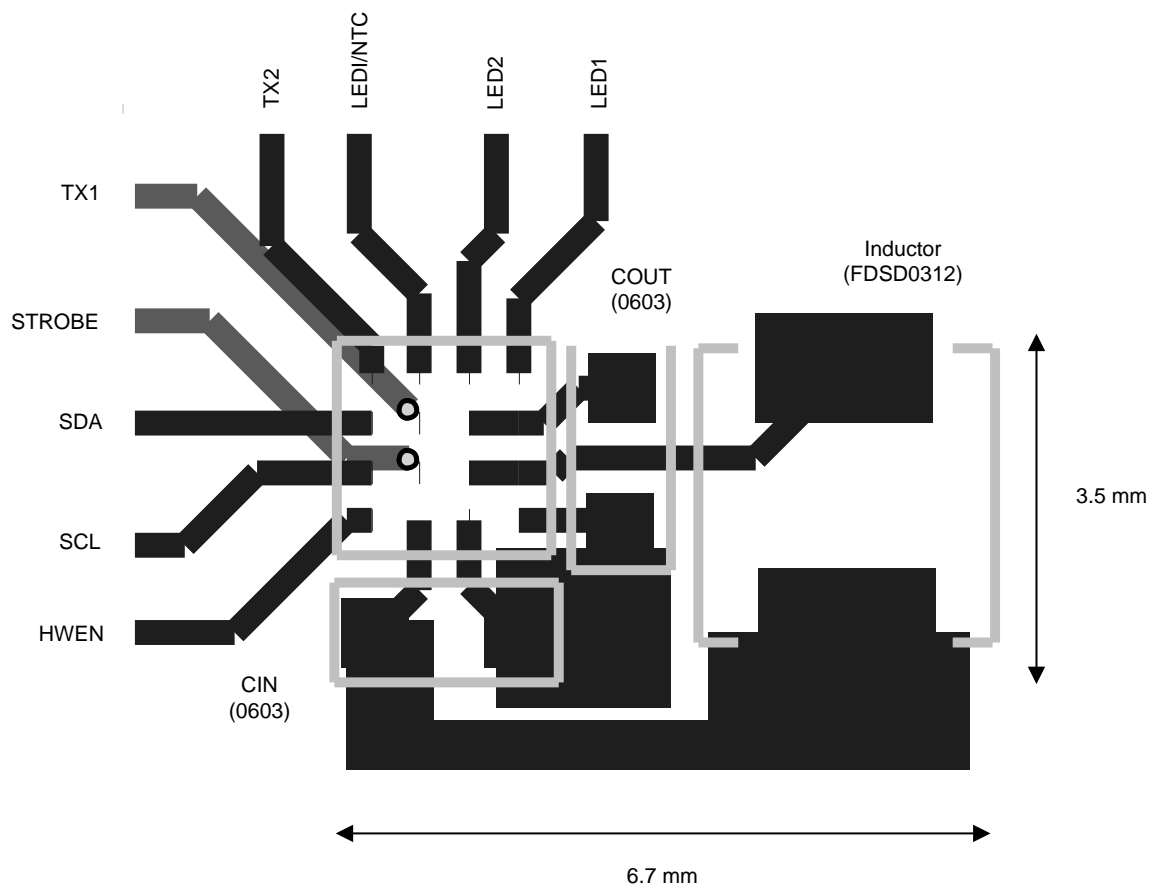 TX2
LEDI/NTC
LED2
LED1
TX1
STROBE
SDA
SCL
HWEN
COUT
(0603)
Inductor
(FDSD0312)
3.5 mm
CIN
(0603)
6.7 mm